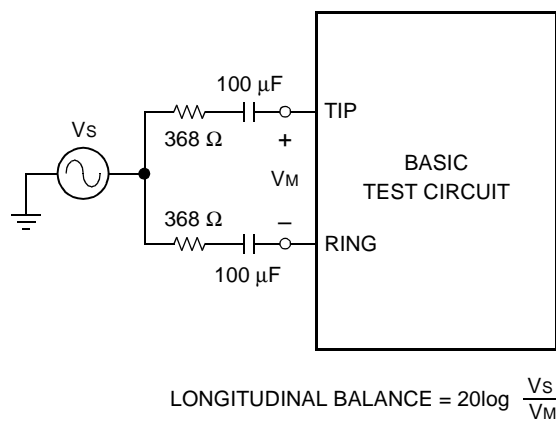 100 μF
TIP
368 Ω
VS
+
VM
BASIC
TEST CIRCUIT
–
368 Ω
RING
100 μF
LONGITUDINAL BALANCE = 20log VS
VM